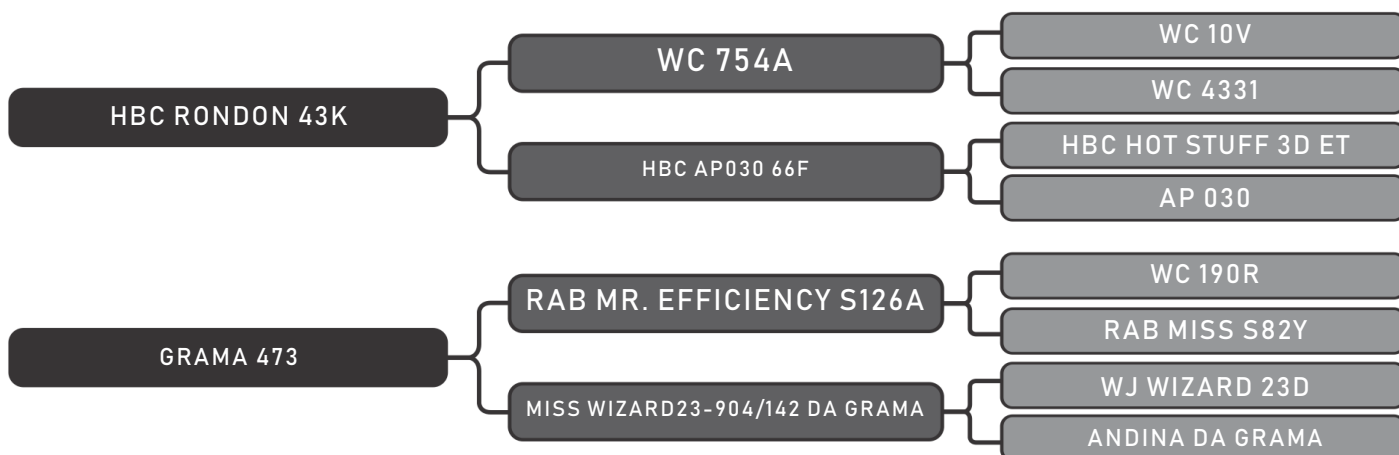 WC 10V
WC 754A
WC 4331
HBC RONDON 43K
HBC HOT STUFF 3D ET
HBC AP030 66F
AP 030
WC 190R
RAB MR. EFFICIENCY S126A
RAB MISS S82Y
GRAMA 473
WJ WIZARD 23D
MISS WIZARD23-904/142 DA GRAMA
ANDINA DA GRAMA